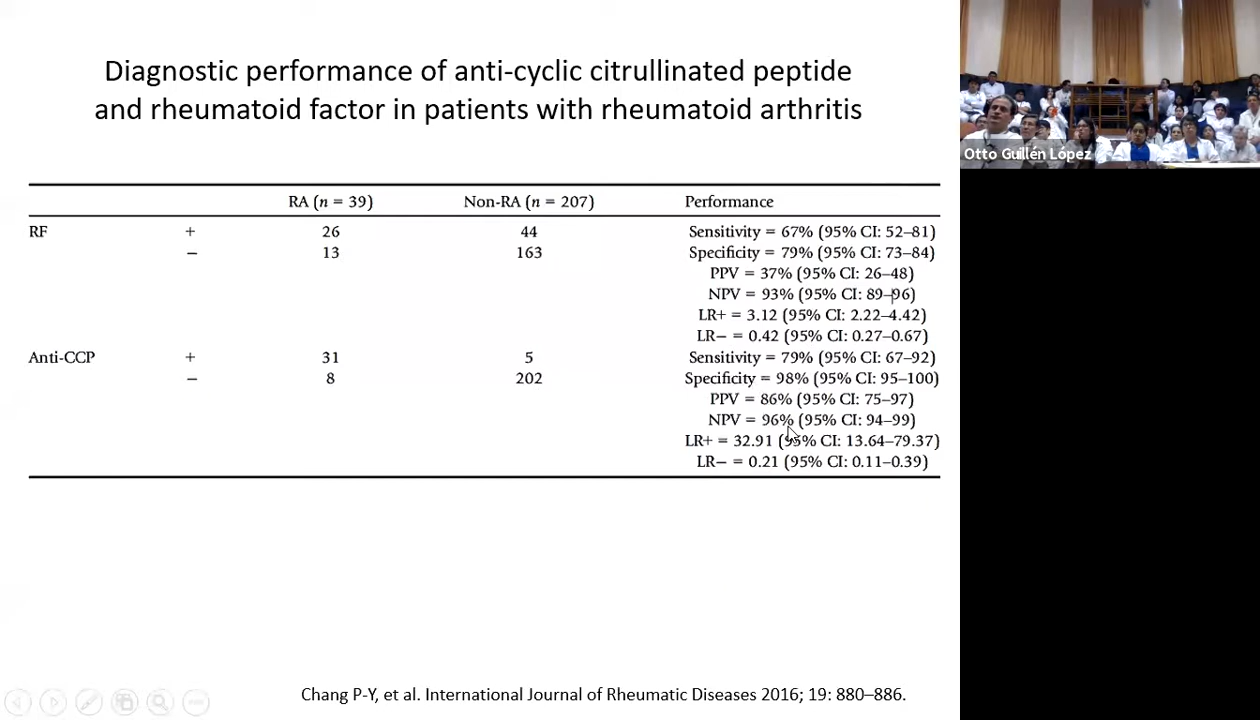 Diagnostic performance of anti-cyclic citrullinated peptide
and rheumatoid factor in patients with rheumatoid arthritis
Otto Guillén López
RA (n = 39) Non-RA (n = 207) Performance
RF + 26 44 Sensitivity = 67% (95% CI: 52–81)
− 13 163 Specificity = 79% (95% CI: 73–84)
PPV = 37% (95% CI: 26–48)
NPV = 93% (95% CI: 89–96)
LR+ = 3.12 (95% CI: 2.22–4.42)
LR− = 0.42 (95% CI: 0.27–0.67)
Anti-CCP + 31 5 Sensitivity = 79% (95% CI: 67–92)
− 8 202 Specificity = 98% (95% CI: 95–100)
PPV = 86% (95% CI: 75–97)
NPV = 96% (95% CI: 94–99)
LR+ = 32.91 (95% CI: 13.64–79.37)
LR− = 0.21 (95% CI: 0.11–0.39)
Chang P-Y, et al. International Journal of Rheumatic Diseases 2016; 19: 880–886.